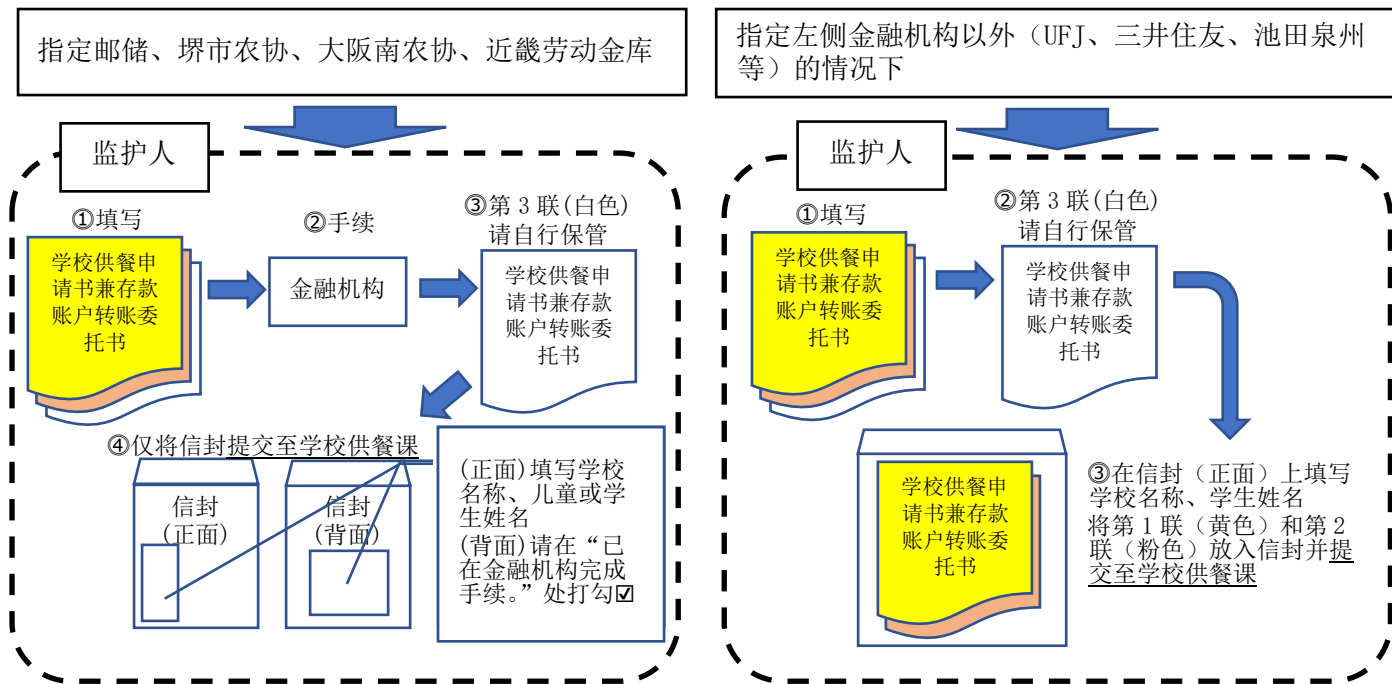 指定邮储、堺市农协、大阪南农协、近畿劳动金库
监护人
①填写
学校供餐申
请书兼存款
账户转账委
托书
②手续
金融机构
③第 3 联(白色)
请自行保管
学校供餐申
请书兼存款
账户转账委
托书
④仅将信封提交至学校供餐课
信封
(正面)
信封
(背面)
(正面)填写学校
名称、儿童或学
生姓名
(背面)请在“已
在金融机构完成
手续。”处打勾☑
指定左侧金融机构以外（UFJ、三井住友、池田泉州
等）的情况下
监护人
①填写
学校供餐申
请书兼存款
账户转账委
托书
②第 3 联(白色)
请自行保管
学校供餐申
请书兼存款
账户转账委
托书
学校供餐申
请书兼存款
账户转账委
托书
③在信封（正面）上填写
学校名称、学生姓名
将第 1 联（黄色）和第 2
联（粉色）放入信封并提
交至学校供餐课